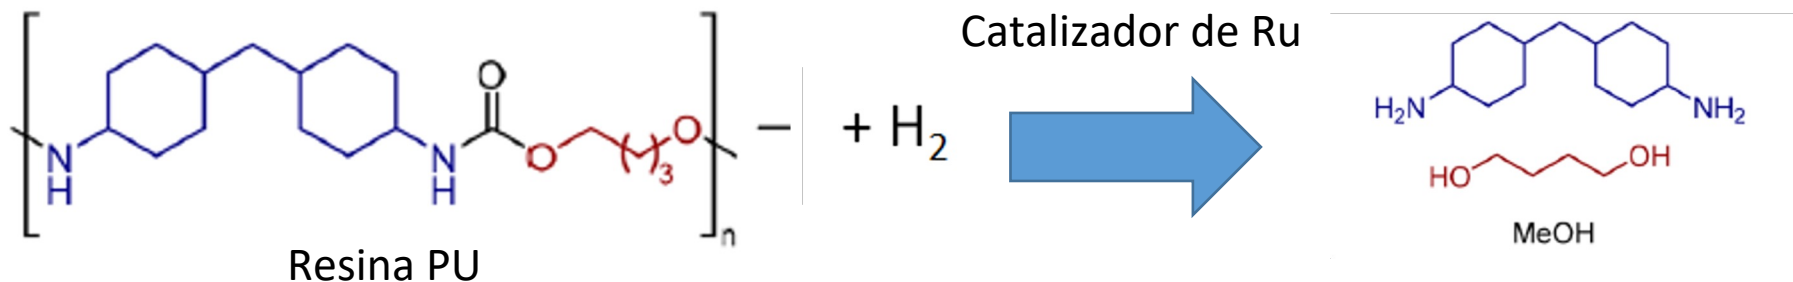 Catalizador de Ru
O
N
H
N
H
O
( )3
O
n
+ H2
Resina PU
H2N
NH2
HO
OH
MeOH